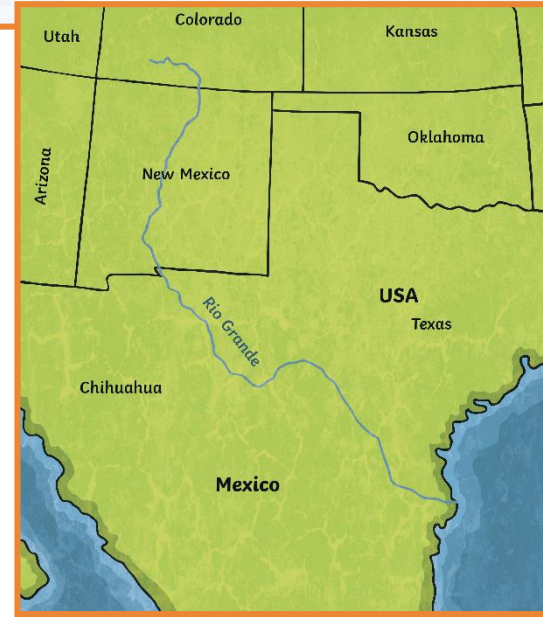 Colorado
Utah
Kansas
Oklahoma
Arizona
New Mexico
USA
Rio Grande
Texas
Chihuahua
Mexico